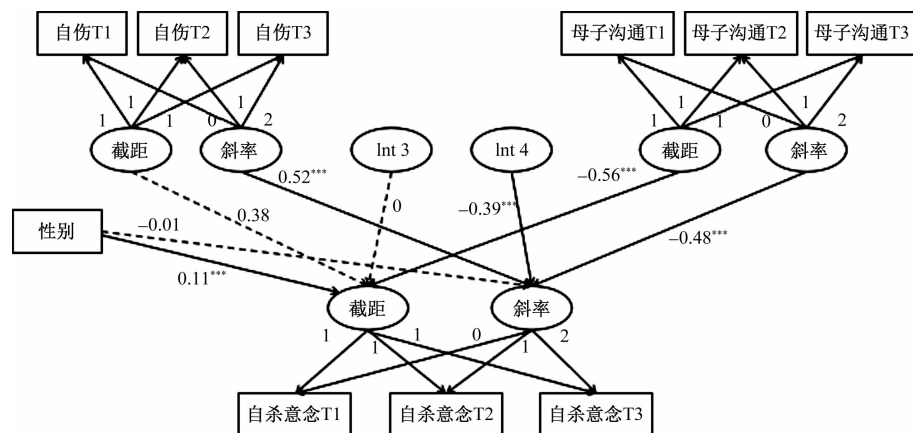 自伤T1 自伤T2 自伤T3 母子沟通T1 母子沟通T2 母子沟通T3
1 1 1 0 1 2 1 1 1 0 1 2
截距 斜率 lnt 3 lnt 4 截距 斜率
0.52*** -0.56***
0.38 0 -0.39***
性别 -0.01 -0.48***
0.11***
截距 斜率
1 1 1 0 1 2
自杀意念T1 自杀意念T2 自杀意念T3